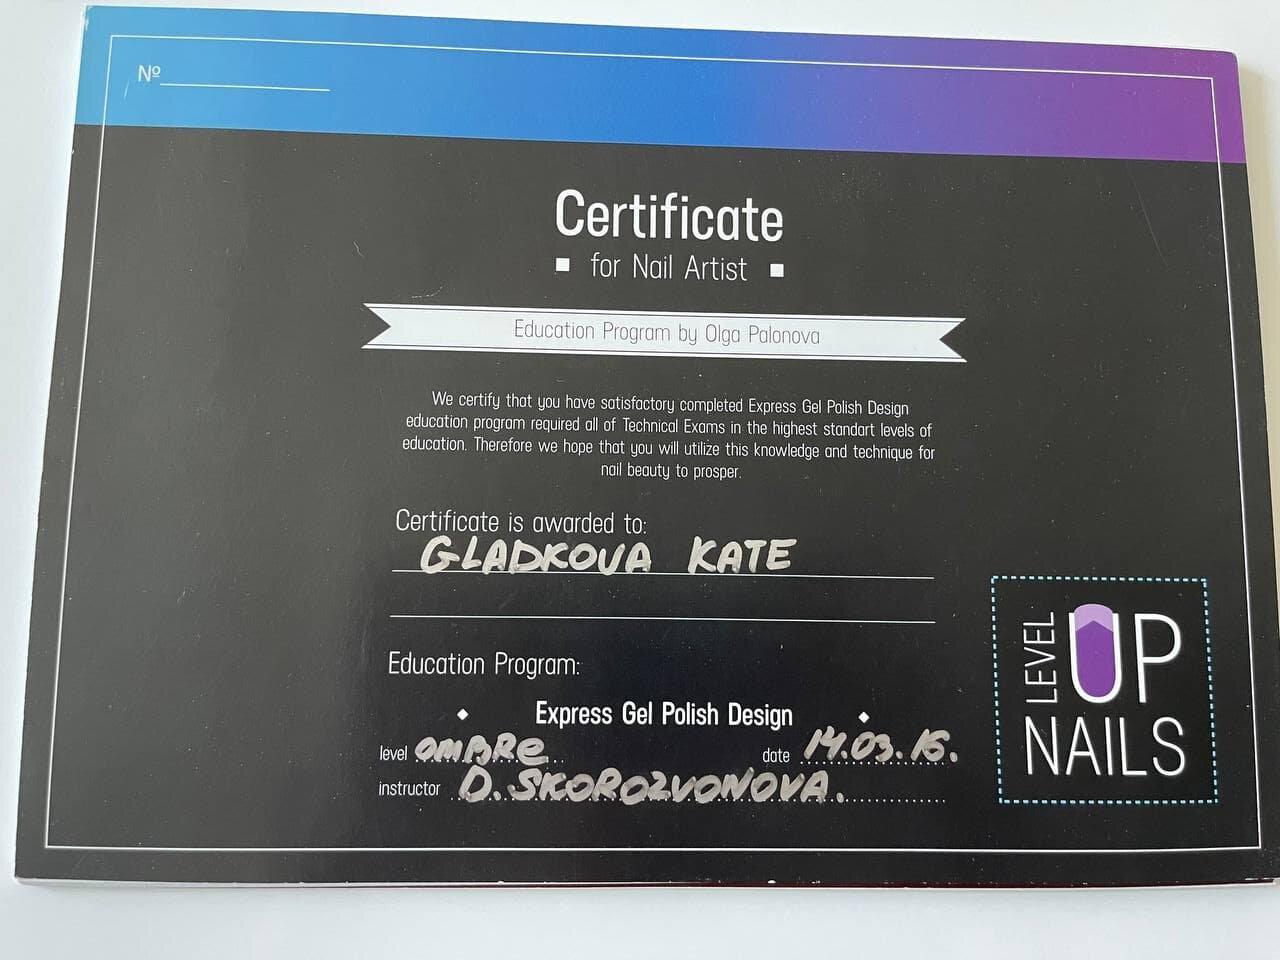 №
Certificate
for Nail Artist
Education Program by Olga Palonova
We certify that you have satisfactory completed Express Gel Polish Design
education program required all of Technical Exams in the highest standart levels of
education. Therefore we hope that you will utilize this knowledge and technique for
nail beauty to prosper.
Certificate is awarded to:
GLADKOVA KATE
Education Program:
Express Gel Polish Design
level omBRe date 14.03.16.
instructor D. SKOROZVONOVA.
LEVEL UP
NAILS